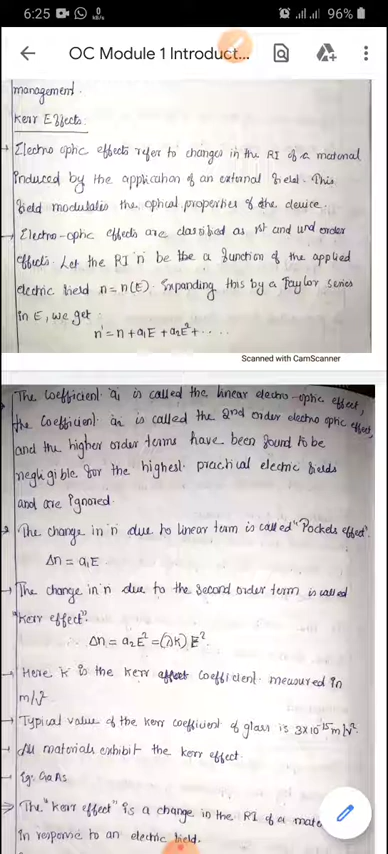 6:25 0 KB/s 96%
OC Module 1 Introduct...
management.
Kerr Effects
→ Electro optic effects refer to changes in the RI of a material
induced by the application of an external field. This
field modulates the optical properties of the device.
→ Electro-optic effects are classified as 1st and 2nd order
effects. Let the RI 'n' be the a function of the applied
electric field n = n(E). Expanding this by a Taylor series
in E, we get
n' = n + a₁E + a₂E² + ....
Scanned with CamScanner
The coefficient a₁ is called the linear electro-optic effect,
the coefficient a₂ is called the 2nd order electro optic effect,
and the higher order terms have been found to be
negligible for the highest practical electric fields
and are ignored.
The change in 'n' due to linear term is called "Pockels effect".
Δn = a₁E
→ The change in 'n' due to the second order term is called
"Kerr effect".
Δn = a₂E² = (λK) E².
→ Here 'K' is the Kerr coefficient measured in
m/v²
→ Typical value of the Kerr coefficient of glass is 3X10⁻¹⁵ m/v².
→ All materials exhibit the Kerr effect.
→ Eg: GaAs
⇒ The "Kerr effect" is a change in the RI of a mate
in response to an electric field.